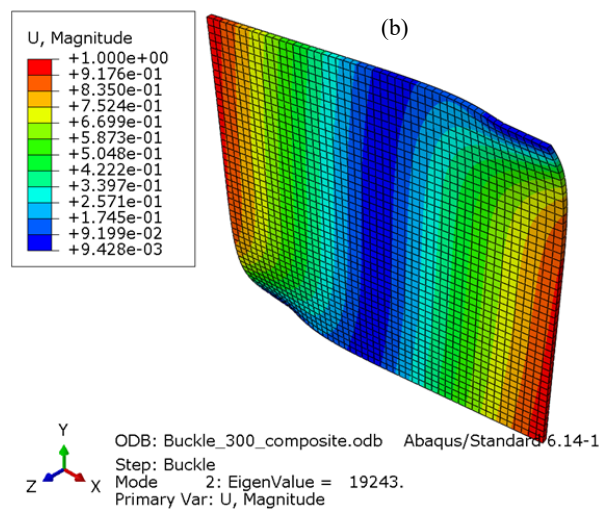 (b)
U, Magnitude
+1.000e+00
+9.176e-01
+8.350e-01
+7.524e-01
+6.699e-01
+5.873e-01
+5.048e-01
+4.222e-01
+3.397e-01
+2.571e-01
+1.745e-01
+9.199e-02
+9.428e-03
Y
Z X
ODB: Buckle_300_composite.odb Abaqus/Standard 6.14-1
Step: Buckle
Mode 2: EigenValue = 19243.
Primary Var: U, Magnitude